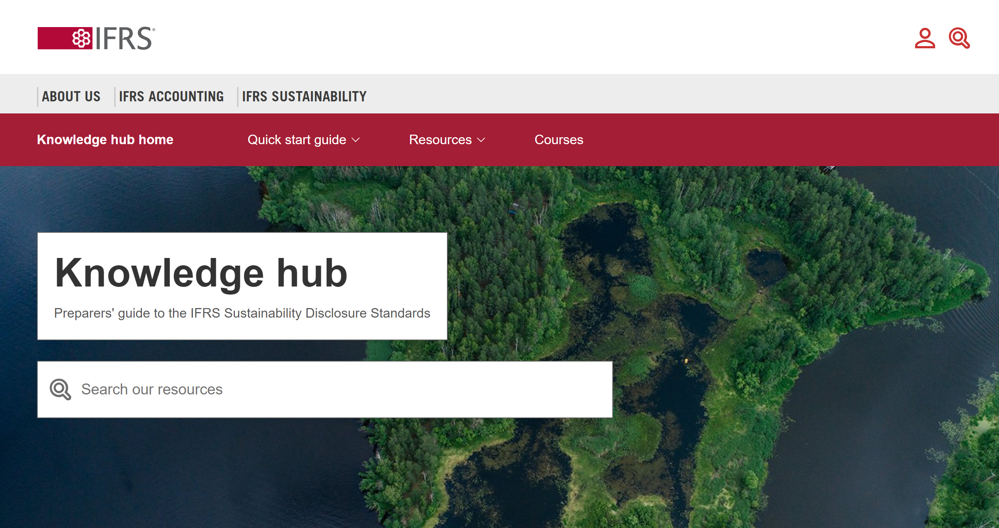 IFRS®
ABOUT US
IFRS ACCOUNTING
IFRS SUSTAINABILITY
Knowledge hub home
Quick start guide
Resources
Courses
Knowledge hub
Preparers' guide to the IFRS Sustainability Disclosure Standards
Search our resources